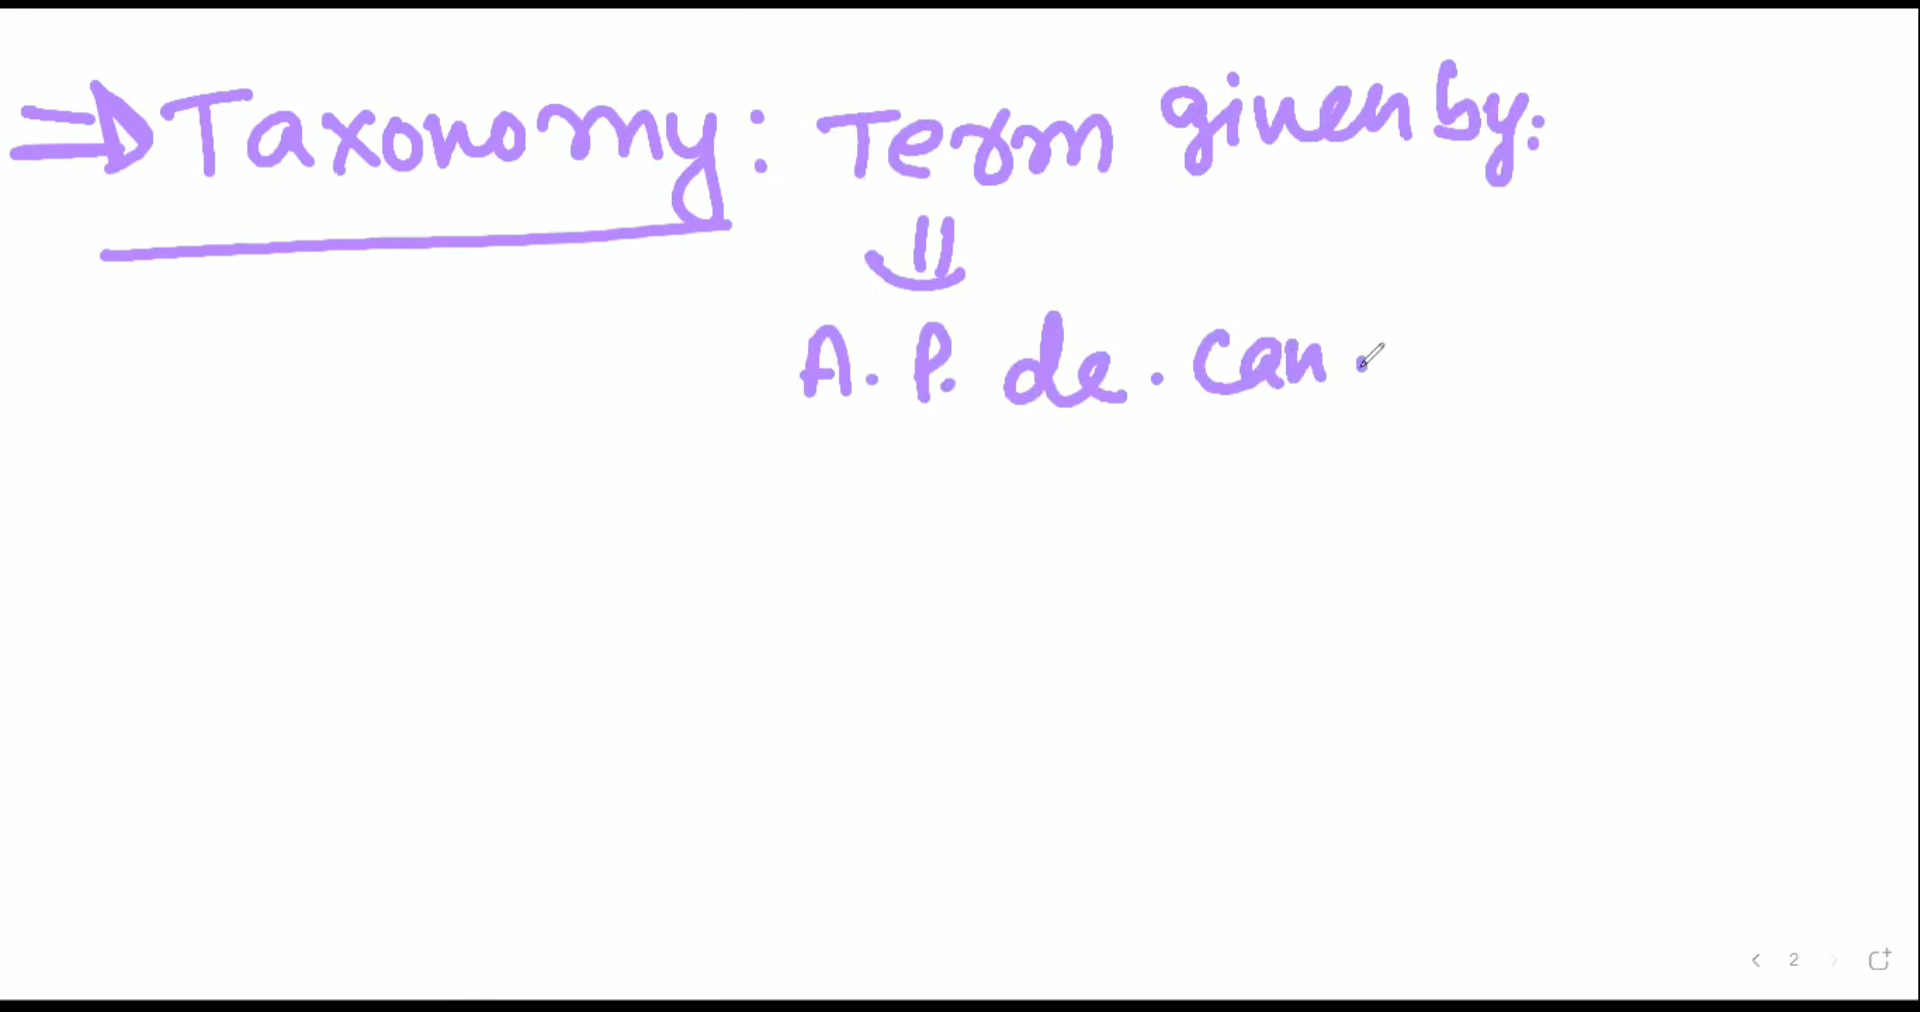 ⇒ Taxonomy: Term given by:
A. P. de. Can.
2